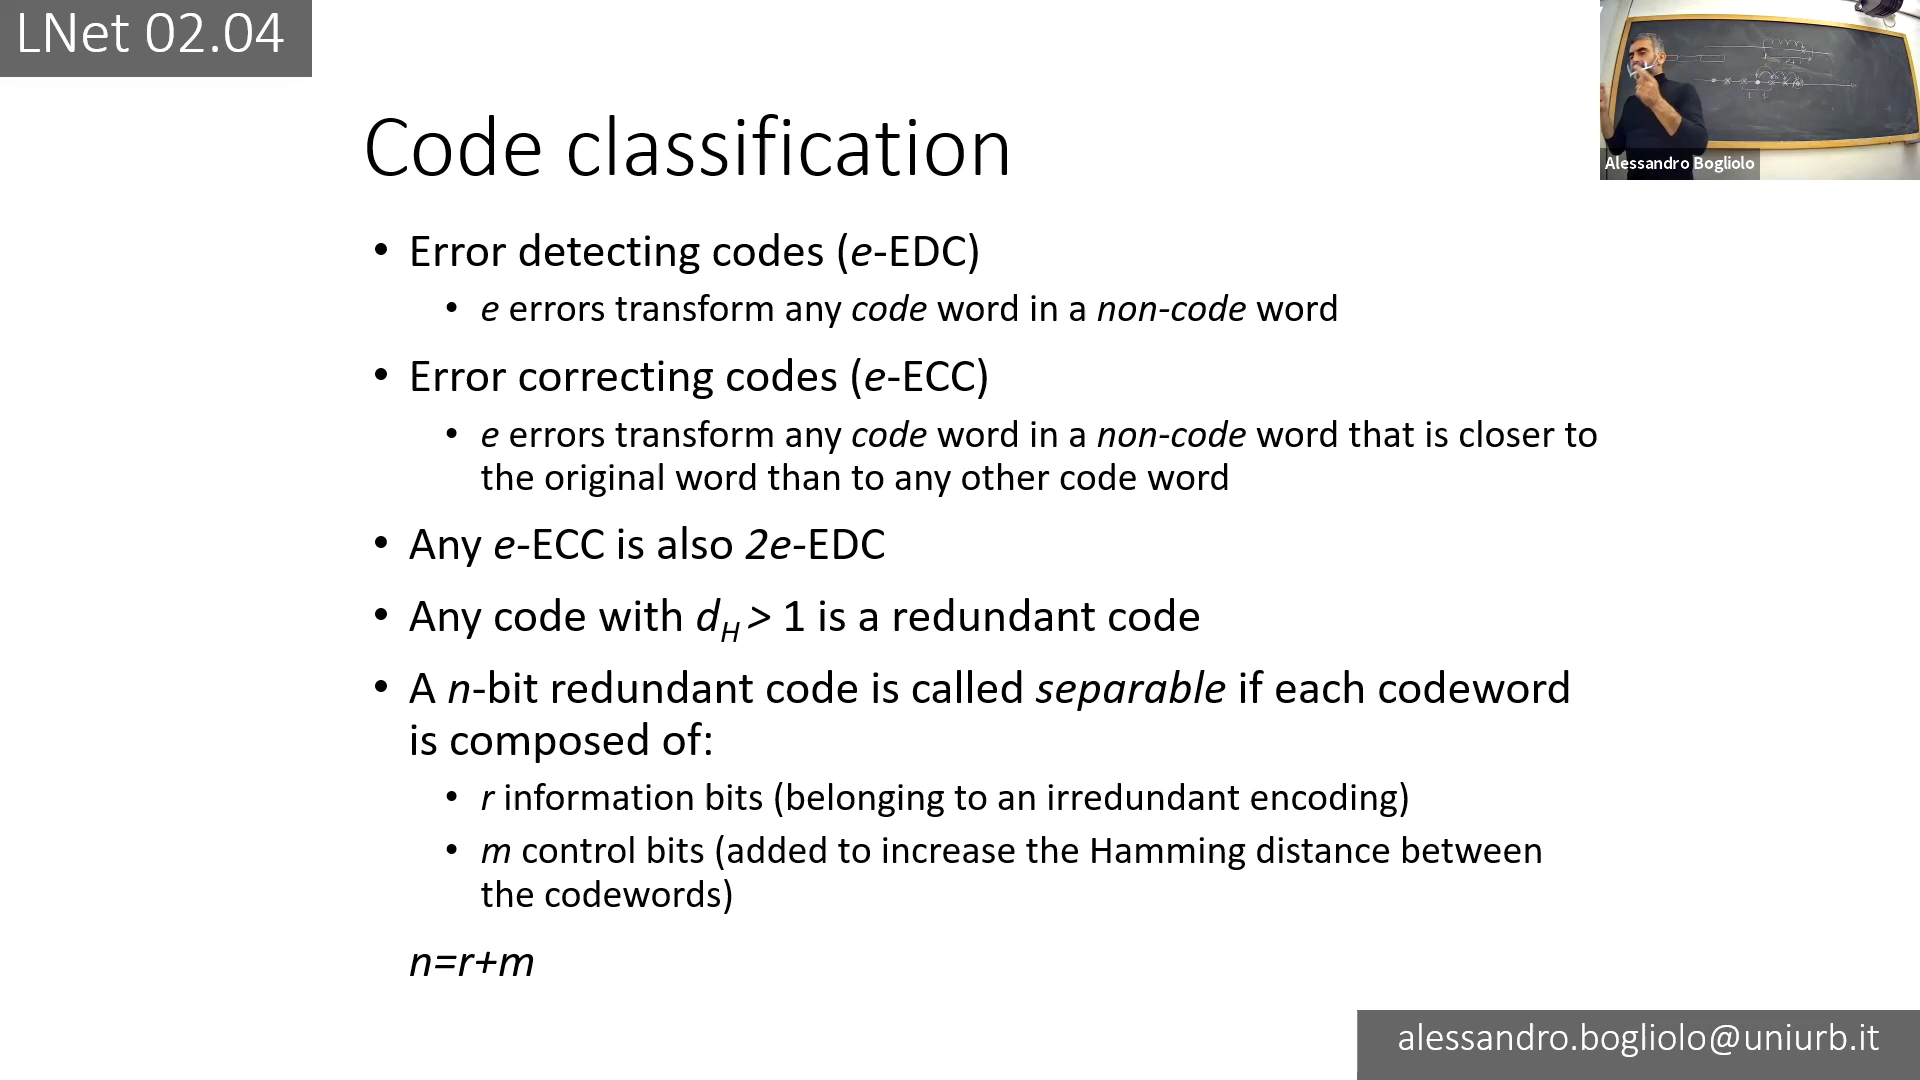 LNet 02.04
Alessandro Bogliolo
Code classification
• Error detecting codes (e-EDC)
• e errors transform any code word in a non-code word
• Error correcting codes (e-ECC)
• e errors transform any code word in a non-code word that is closer to
the original word than to any other code word
• Any e-ECC is also 2e-EDC
• Any code with dH > 1 is a redundant code
• A n-bit redundant code is called separable if each codeword
is composed of:
• r information bits (belonging to an irredundant encoding)
• m control bits (added to increase the Hamming distance between
the codewords)
n=r+m
alessandro.bogliolo@uniurb.it